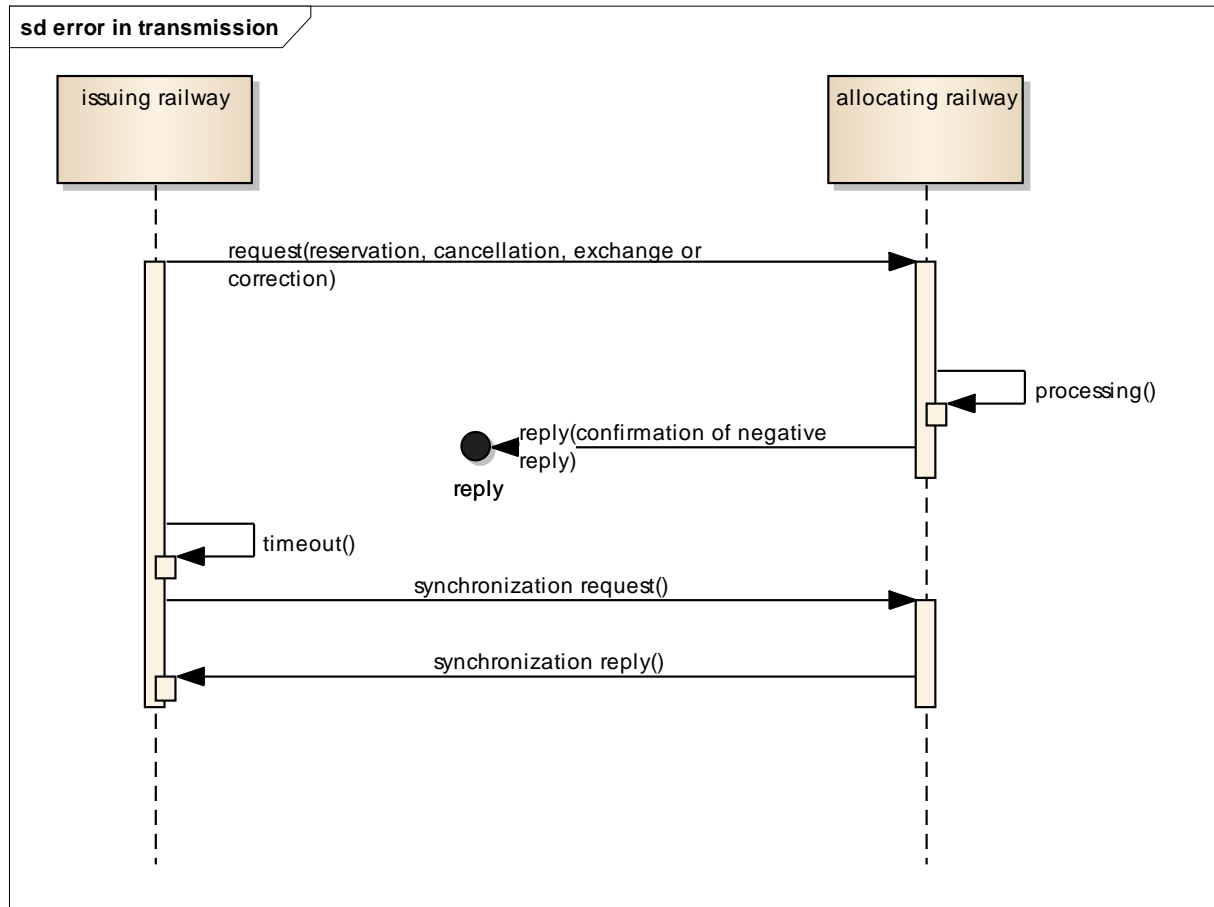 sd error in transmission
issuing railway
allocating railway
request(reservation, cancellation, exchange or
correction)
processing()
reply(confirmation of negative
reply)
reply
timeout()
synchronization request()
synchronization reply()